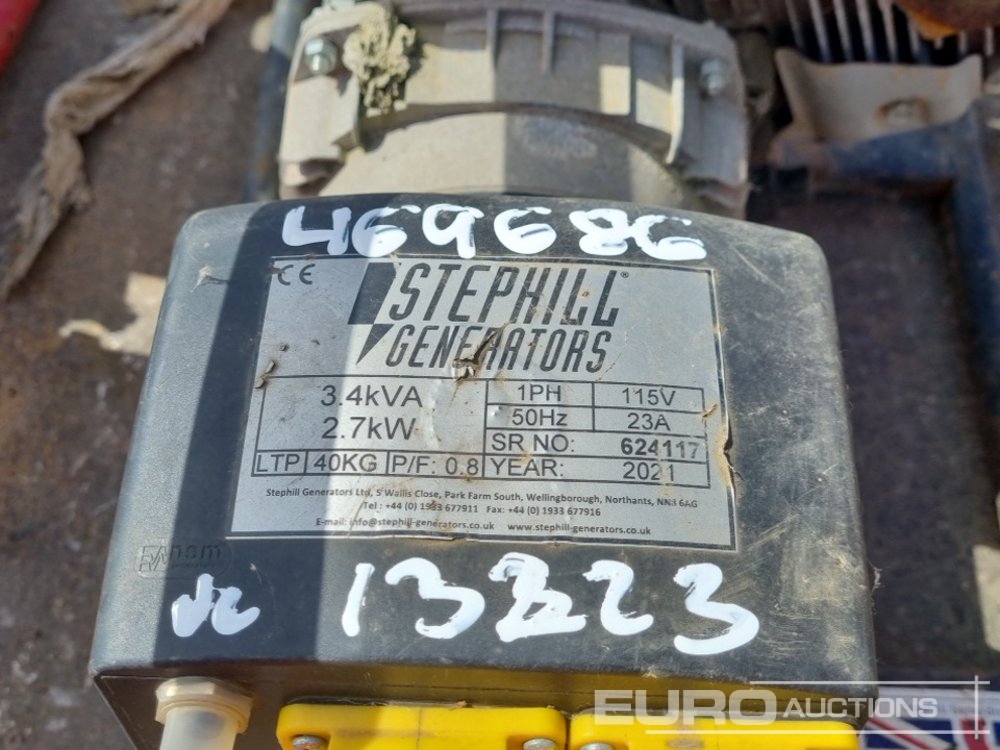 469686
CE
STEPHILL®
GENERATORS
3.4kVA 1PH 115V
2.7kW 50Hz 23A
SR NO: 624117
LTP 40KG P/F: 0.8 YEAR: 2021
Stephill Generators Ltd, 5 Wallis Close, Park Farm South, Wellingborough, Northants, NN8 6AG
Tel : +44 (0) 1933 677911 Fax: +44 (0) 1933 677916
E-mail: info@stephill-generators.co.uk www.stephill-generators.co.uk
nsm
13223
EURO AUCTIONS